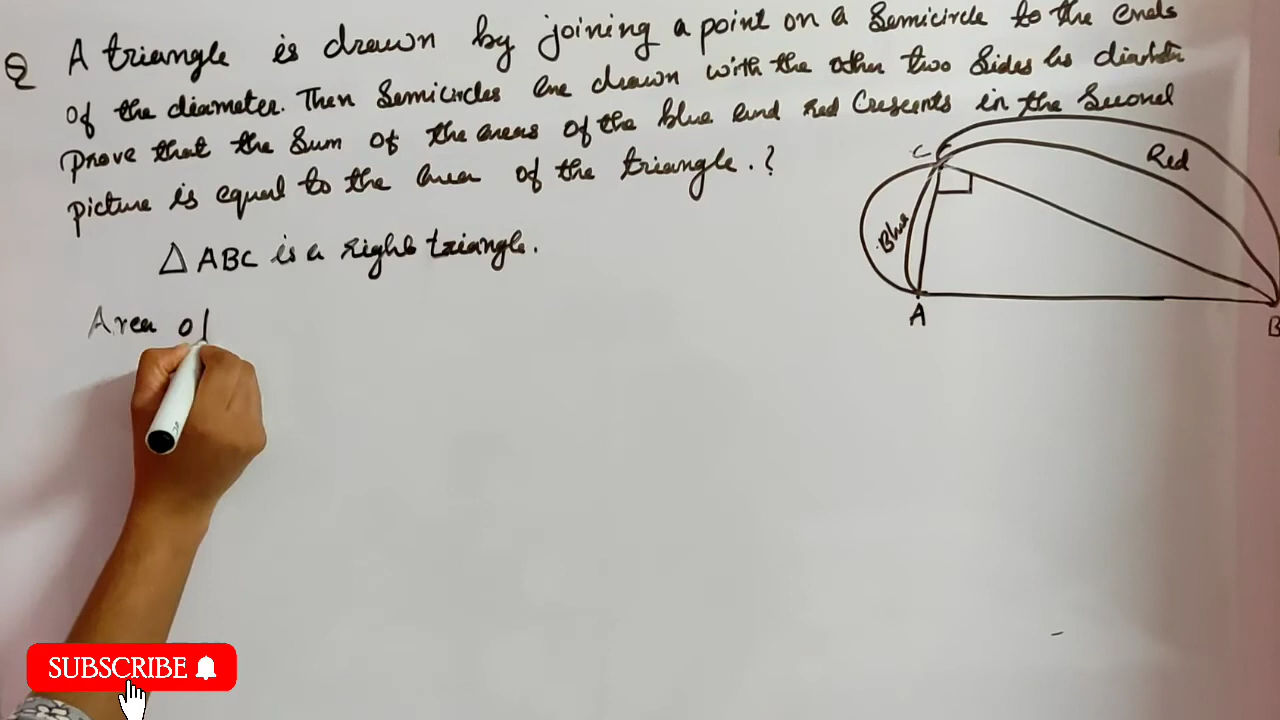 Q A triangle is drawn by joining a point on a Semicircle to the ends
of the diameter. Then Semicircles are drawn with the other two Sides as
prove that the Sum of the areas of the blue and red Crescents in the Second
picture is equal to the area of the triangle.?
△ ABC is a right triangle.
Area of
C
Red
Blue
A
B
SUBSCRIBE